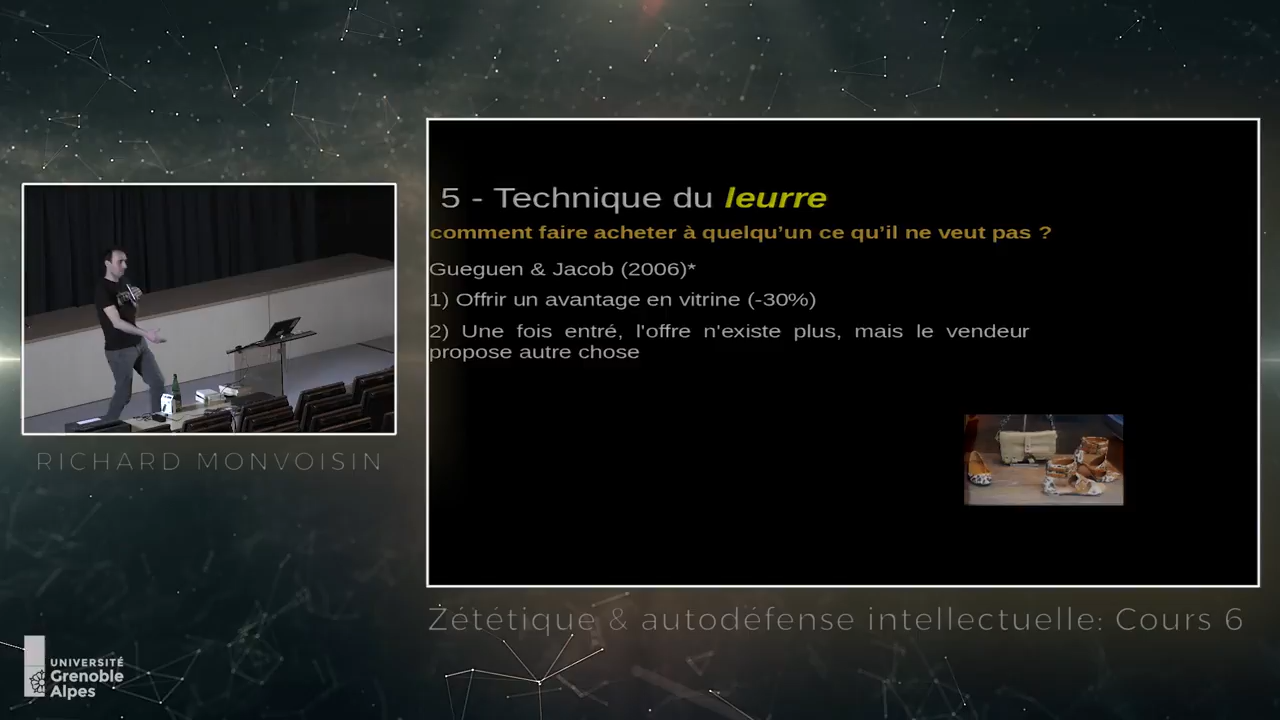 5 - Technique du leurre
comment faire acheter à quelqu’un ce qu’il ne veut pas ?
Gueguen & Jacob (2006)*
1) Offrir un avantage en vitrine (-30%)
2) Une fois entré, l'offre n'existe plus, mais le vendeur
propose autre chose
RICHARD MONVOISIN
Zététique & autodéfense intellectuelle: Cours 6
UNIVERSITÉ
Grenoble
Alpes